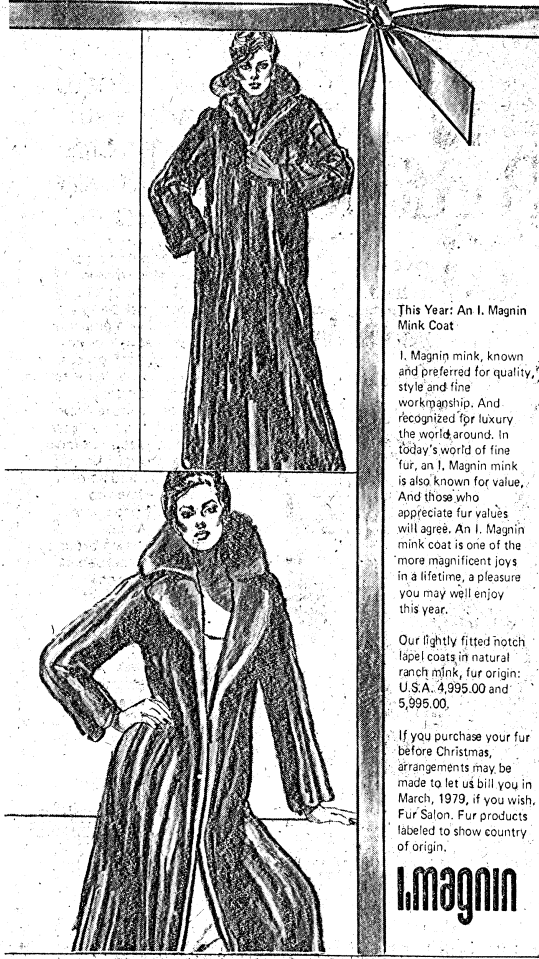 This Year: An I. Magnin
Mink Coat
I. Magnin mink, known
and preferred for quality,
style and fine
workmanship. And
recognized for luxury
the world around. In
today's world of fine
fur, an I. Magnin mink
is also known for value.
And those who
appreciate fur values
will agree. An I. Magnin
mink coat is one of the
more magnificent joys
in a lifetime, a pleasure
you may well enjoy
this year.
Our lightly fitted notch
lapel coats in natural
ranch mink, fur origin:
U.S.A. 4,995.00 and
5,995.00.
If you purchase your fur
before Christmas,
arrangements may be
made to let us bill you in
March, 1979, if you wish.
Fur Salon. Fur products
labeled to show country
of origin.
I.magnin